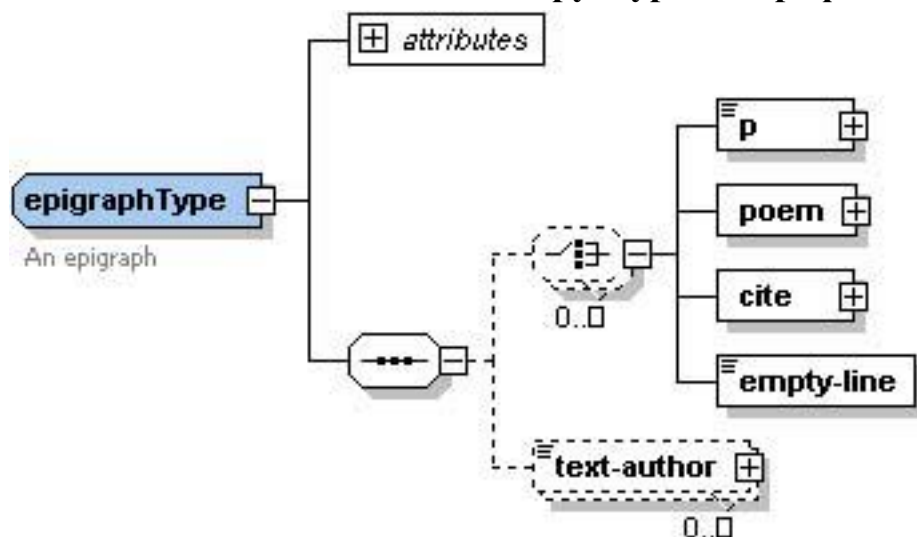 attributes
p
epigraphType
poem
An epigraph
cite
0..□
empty-line
text-author
0..□